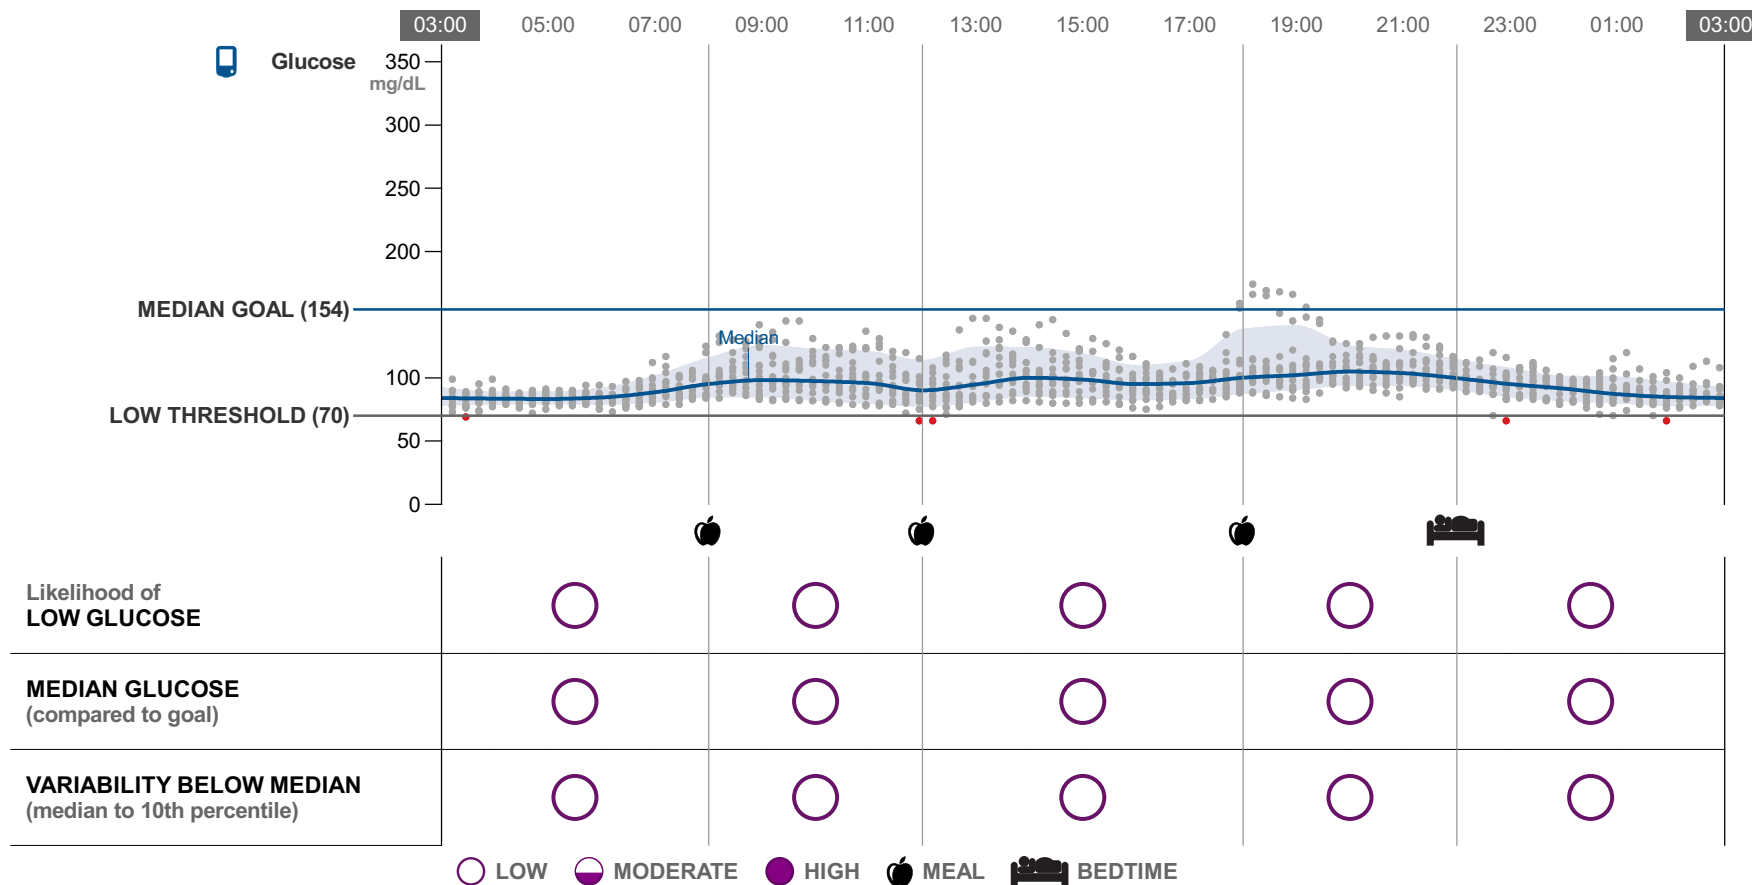 03:00 05:00 07:00 09:00 11:00 13:00 15:00 17:00 19:00 21:00 23:00 01:00 03:00
Glucose
350
mg/dL
300
250
200
MEDIAN GOAL (154)
Median
100
LOW THRESHOLD (70)
50
0
Likelihood of
LOW GLUCOSE
MEDIAN GLUCOSE
(compared to goal)
VARIABILITY BELOW MEDIAN
(median to 10th percentile)
LOW MODERATE HIGH MEAL BEDTIME